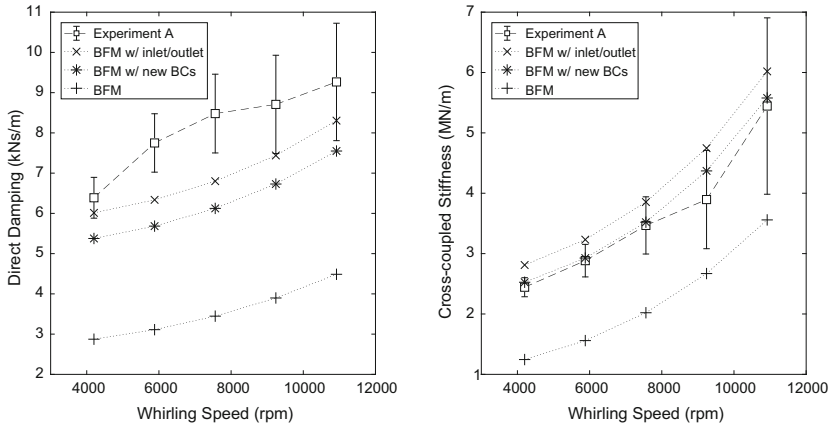 11
10
9
8
7
6
5
4
3
2
Direct Damping (kNs/m)
Experiment A
BFM w/ inlet/outlet
BFM w/ new BCs
BFM
4000 6000 8000 10000 12000
Whirling Speed (rpm)
7
6
5
4
3
2
1
Cross-coupled Stiffness (MN/m)
Experiment A
BFM w/ inlet/outlet
BFM w/ new BCs
BFM
4000 6000 8000 10000 12000
Whirling Speed (rpm)